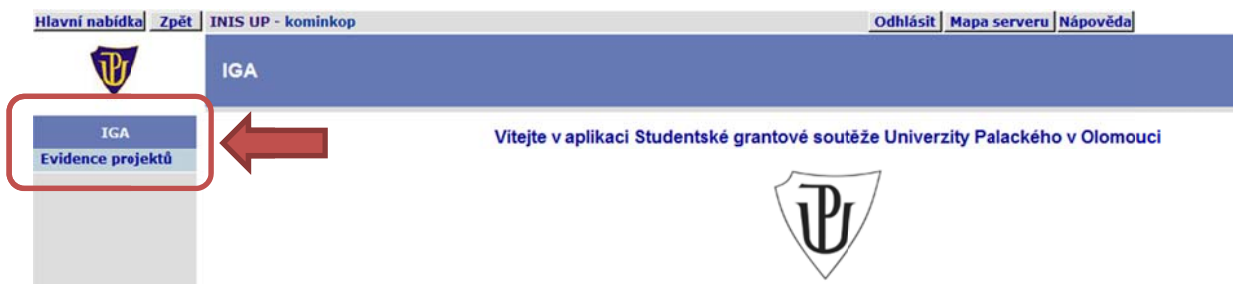 Hlavní nabídka Zpět INIS UP - kominkop Odhlásit Mapa serveru Nápověda
IGA
IGA
Evidence projektů
Vítejte v aplikaci Studentské grantové soutěže Univerzity Palackého v Olomouci